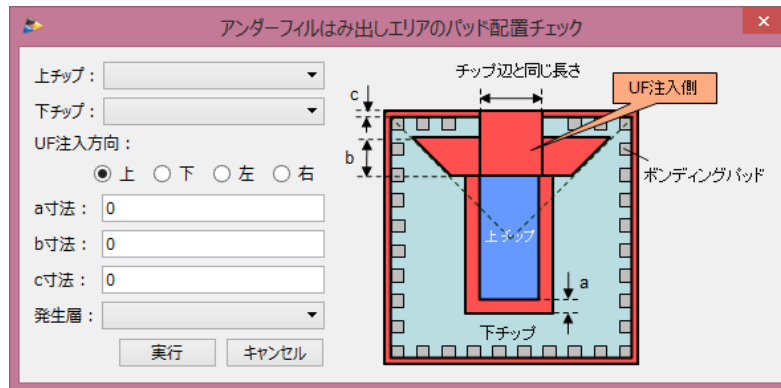 アンダーフィルはみ出しエリアのパッド配置チェック
×
上チップ：
下チップ：
UF注入方向：
上 下 左 右
a寸法： 0
b寸法： 0
c寸法： 0
発生層：
実行 キャンセル
チップ辺と同じ長さ
UF注入側
c
b
ボンディングパッド
上チップ
a
下チップ